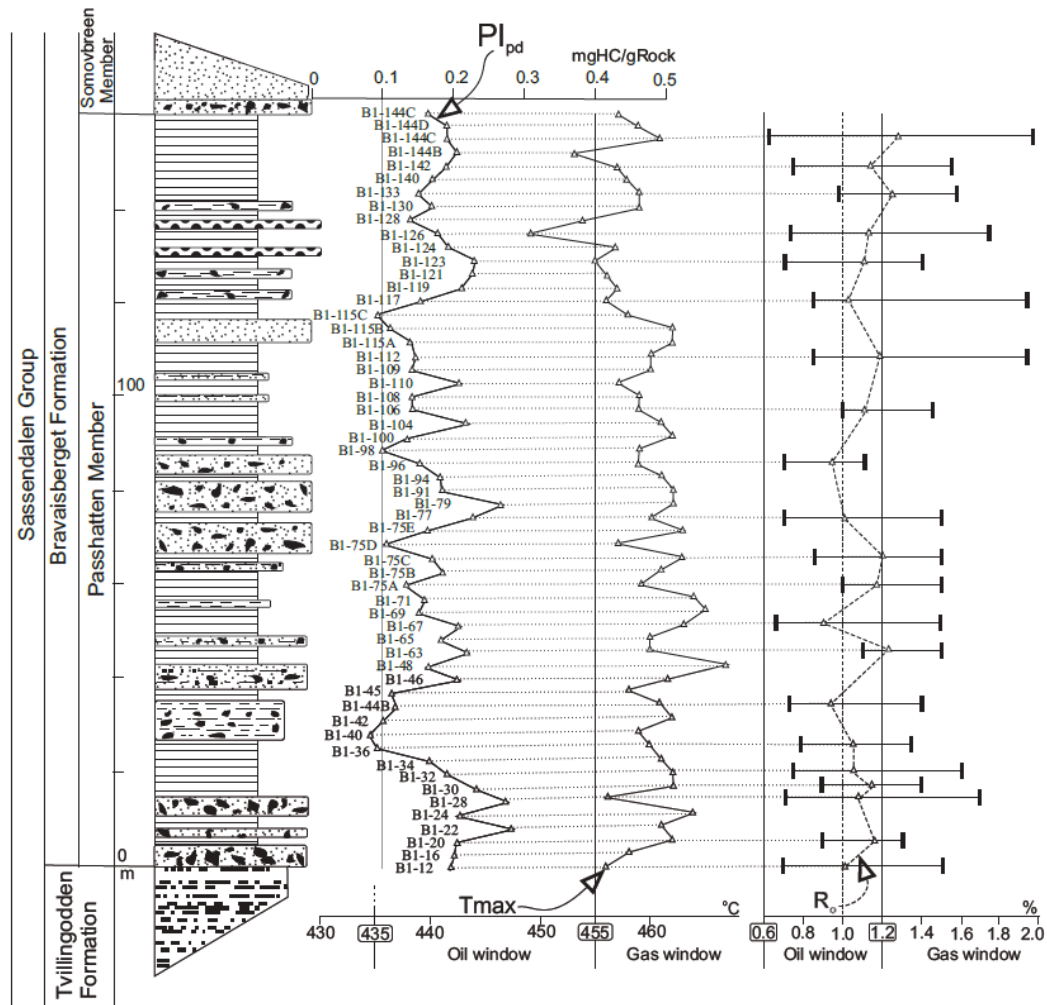 Sassendalen Group
Bravaisberget Formation
Passhatten Member
Somovbreen
Member
Tvillingodden
Formation
100
0
m
PIpd
mgHC/gRock
0 0.1 0.2 0.3 0.4 0.5
B1-144C
B1-144D
B1-144C
B1-144B
B1-142
B1-140
B1-133
B1-130
B1-128
B1-126
B1-124
B1-123
B1-121
B1-119
B1-117
B1-115C
B1-115B
B1-115A
B1-112
B1-109
B1-110
B1-108
B1-106
B1-104
B1-100
B1-98
B1-96
B1-94
B1-91
B1-79
B1-77
B1-75E
B1-75D
B1-75C
B1-75B
B1-75A
B1-71
B1-69
B1-67
B1-65
B1-63
B1-48
B1-46
B1-45
B1-44B
B1-42
B1-40
B1-36
B1-34
B1-32
B1-30
B1-28
B1-24
B1-22
B1-20
B1-16
B1-12
Tmax
Ro
°C
%
430 435 440 450 455 460
Oil window Gas window
0.6 0.8 1.0 1.2 1.4 1.6 1.8 2.0
Oil window Gas window